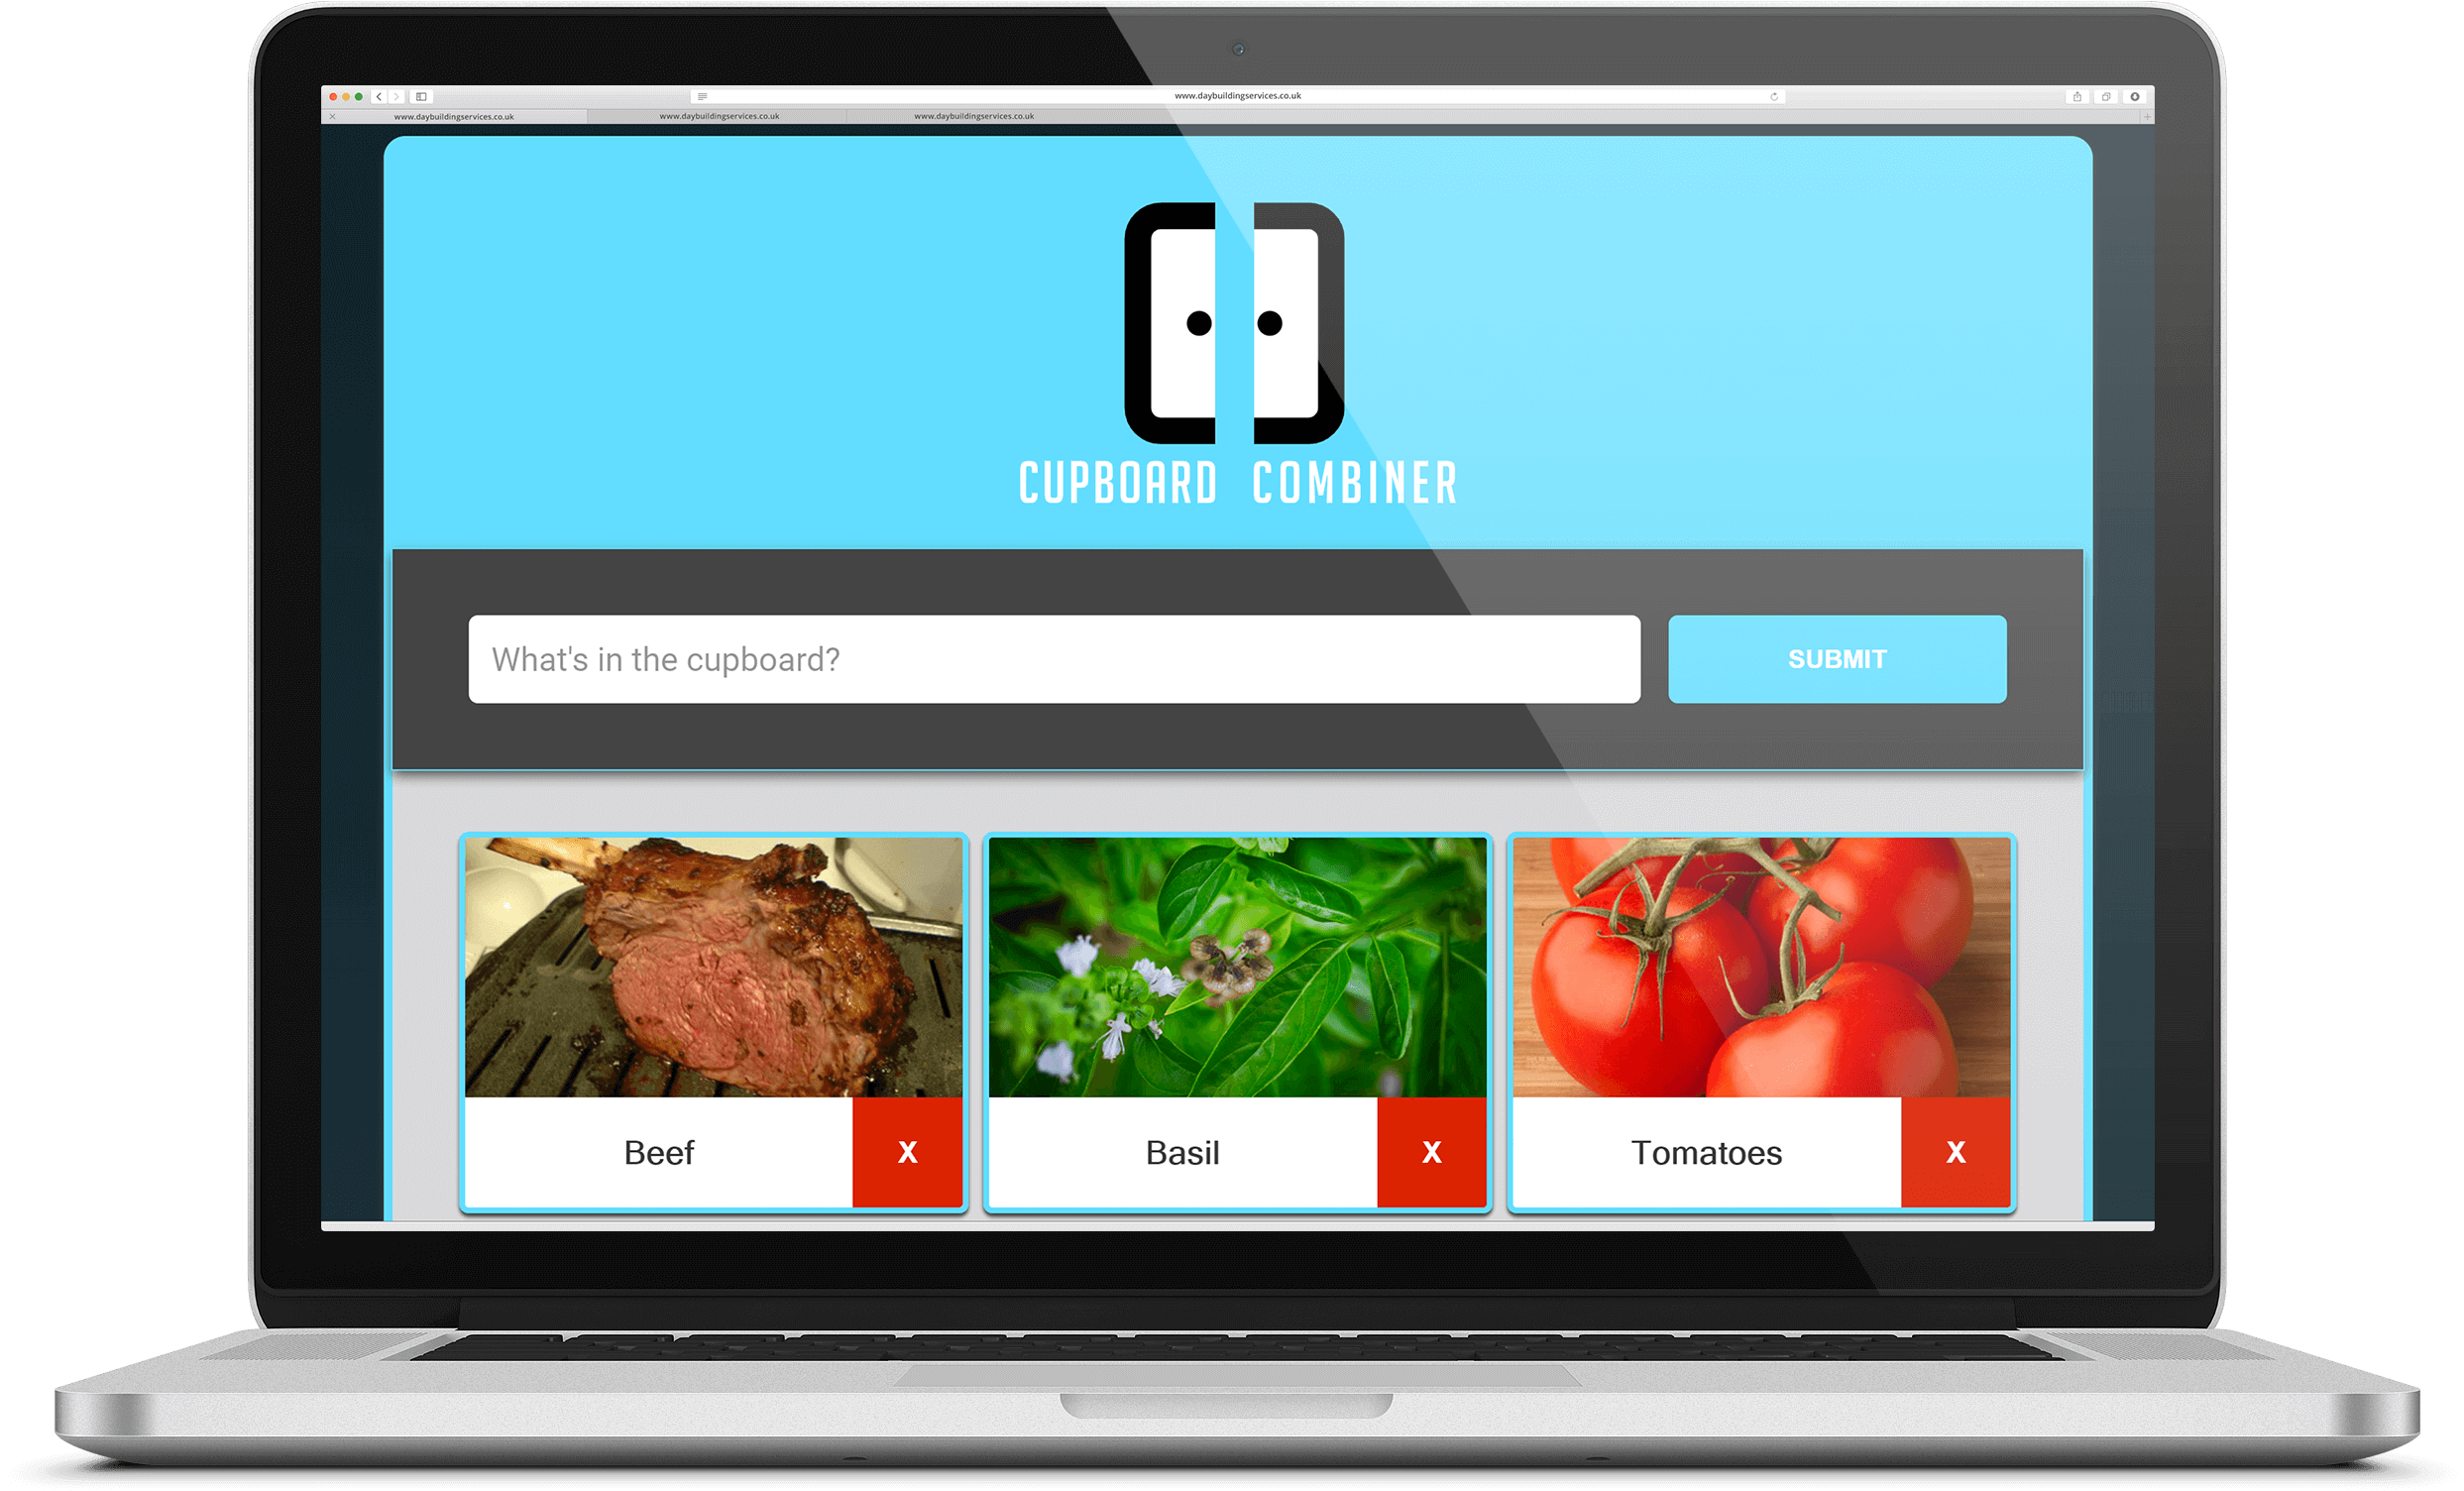 www.daybuildingservices.co.uk
www.daybuildingservices.co.uk www.daybuildingservices.co.uk www.daybuildingservices.co.uk
CUPBOARD COMBINER
What's in the cupboard?
SUBMIT
Beef X
Basil X
Tomatoes X